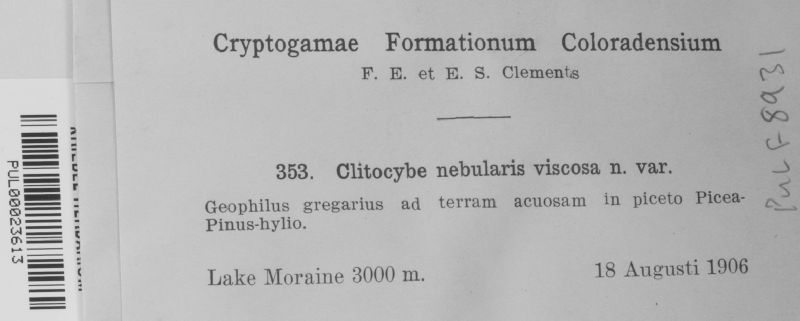 Cryptogamae Formationum Coloradensium
F. E. et E. S. Clements
353. Clitocybe nebularis viscosa n. var.
Geophilus gregarius ad terram acuosam in piceto Picea-
Pinus-hylio.
Lake Moraine 3000 m. 18 Augusti 1906
PUL F8931
PUL00023613